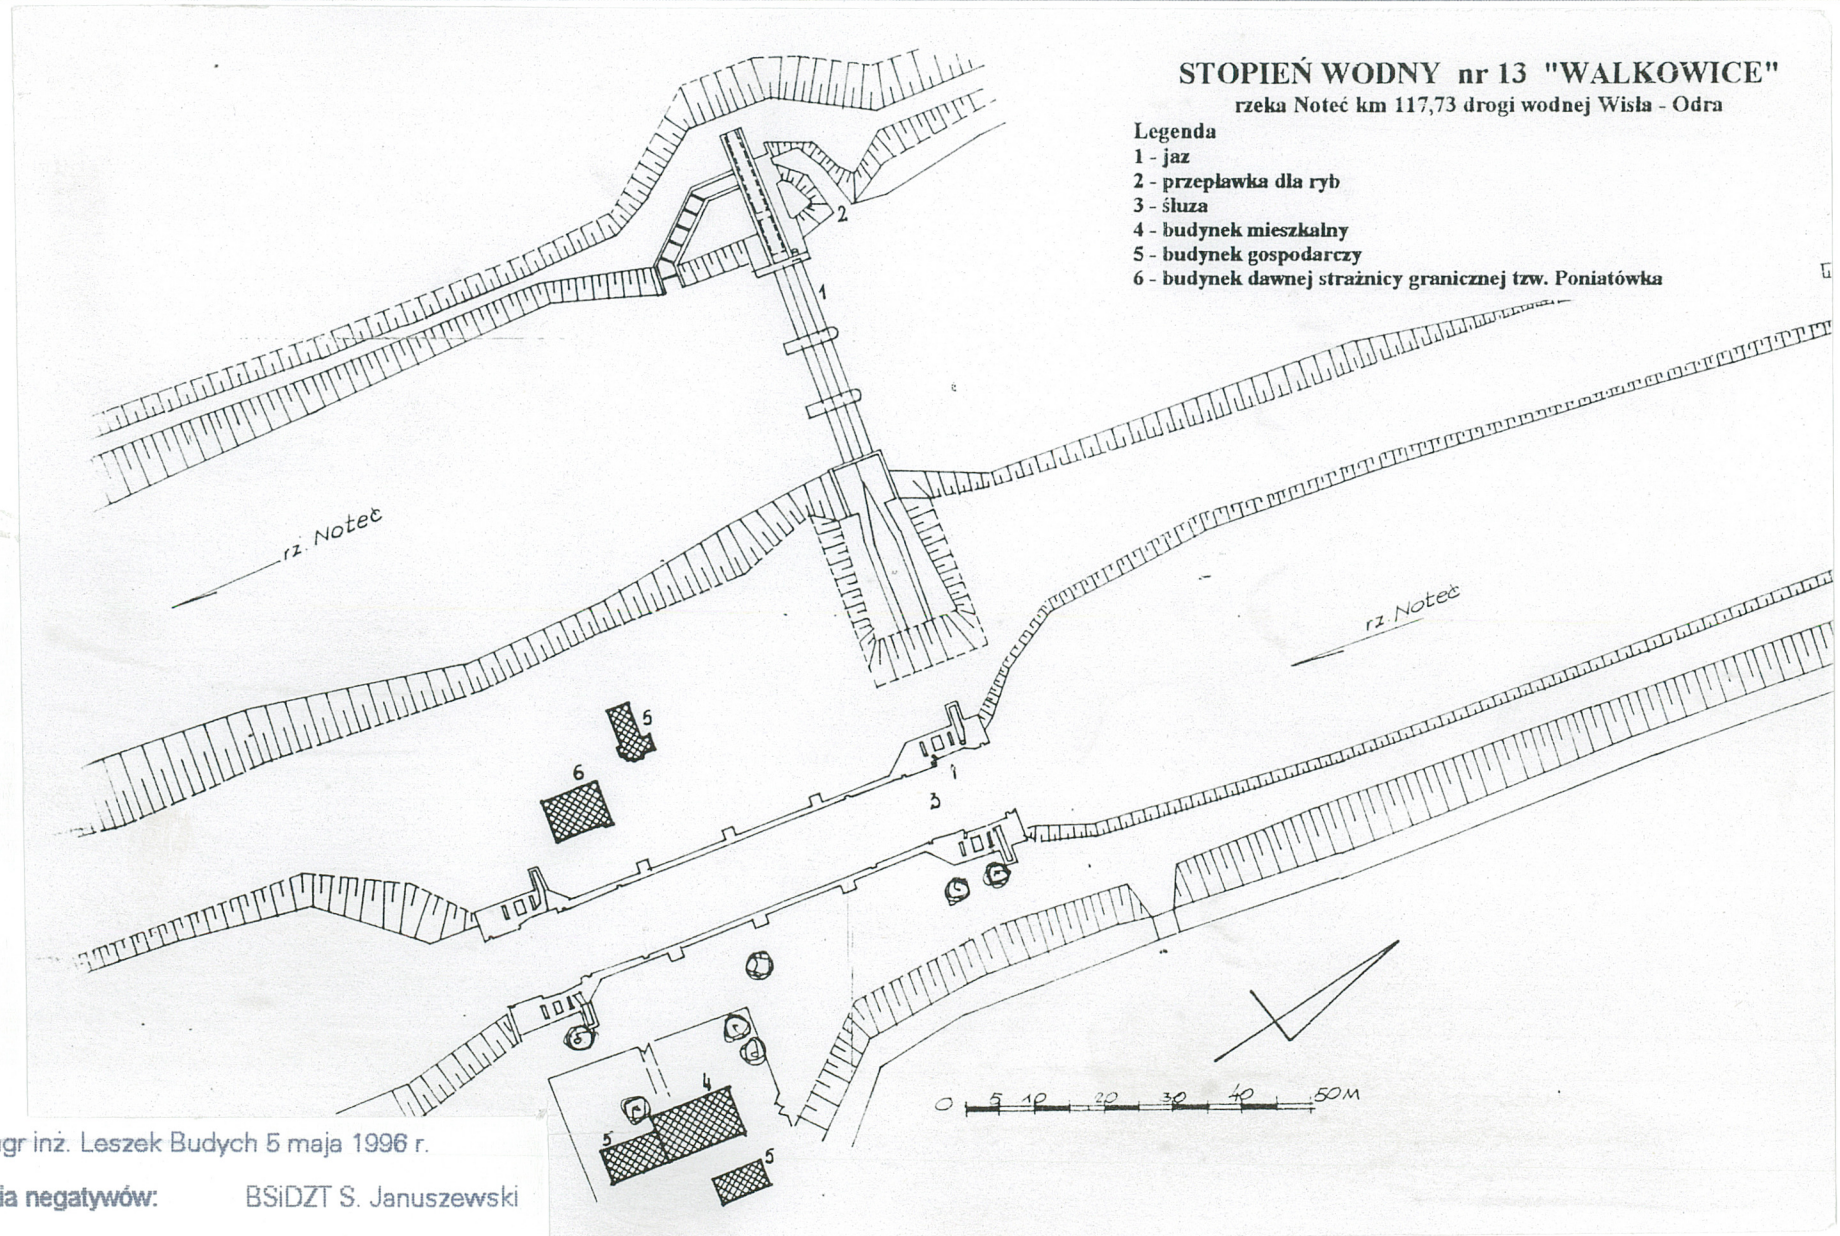 STOPIEŃ WODNY nr 13 "WALKOWICE"
rzeka Noteć km 117,73 drogi wodnej Wisła - Odra
Legenda
1 - jaz
2 - przepławka dla ryb
3 - śluza
4 - budynek mieszkalny
5 - budynek gospodarczy
6 - budynek dawnej strażnicy granicznej tzw. Poniatówka
2
1
rz. Noteć
rz. Noteć
5
6
3
4
5
5
0 5 10 20 30 40 50M
gr inż. Leszek Budych 5 maja 1996 r.
ia negatywów: BSiDZT S. Januszewski